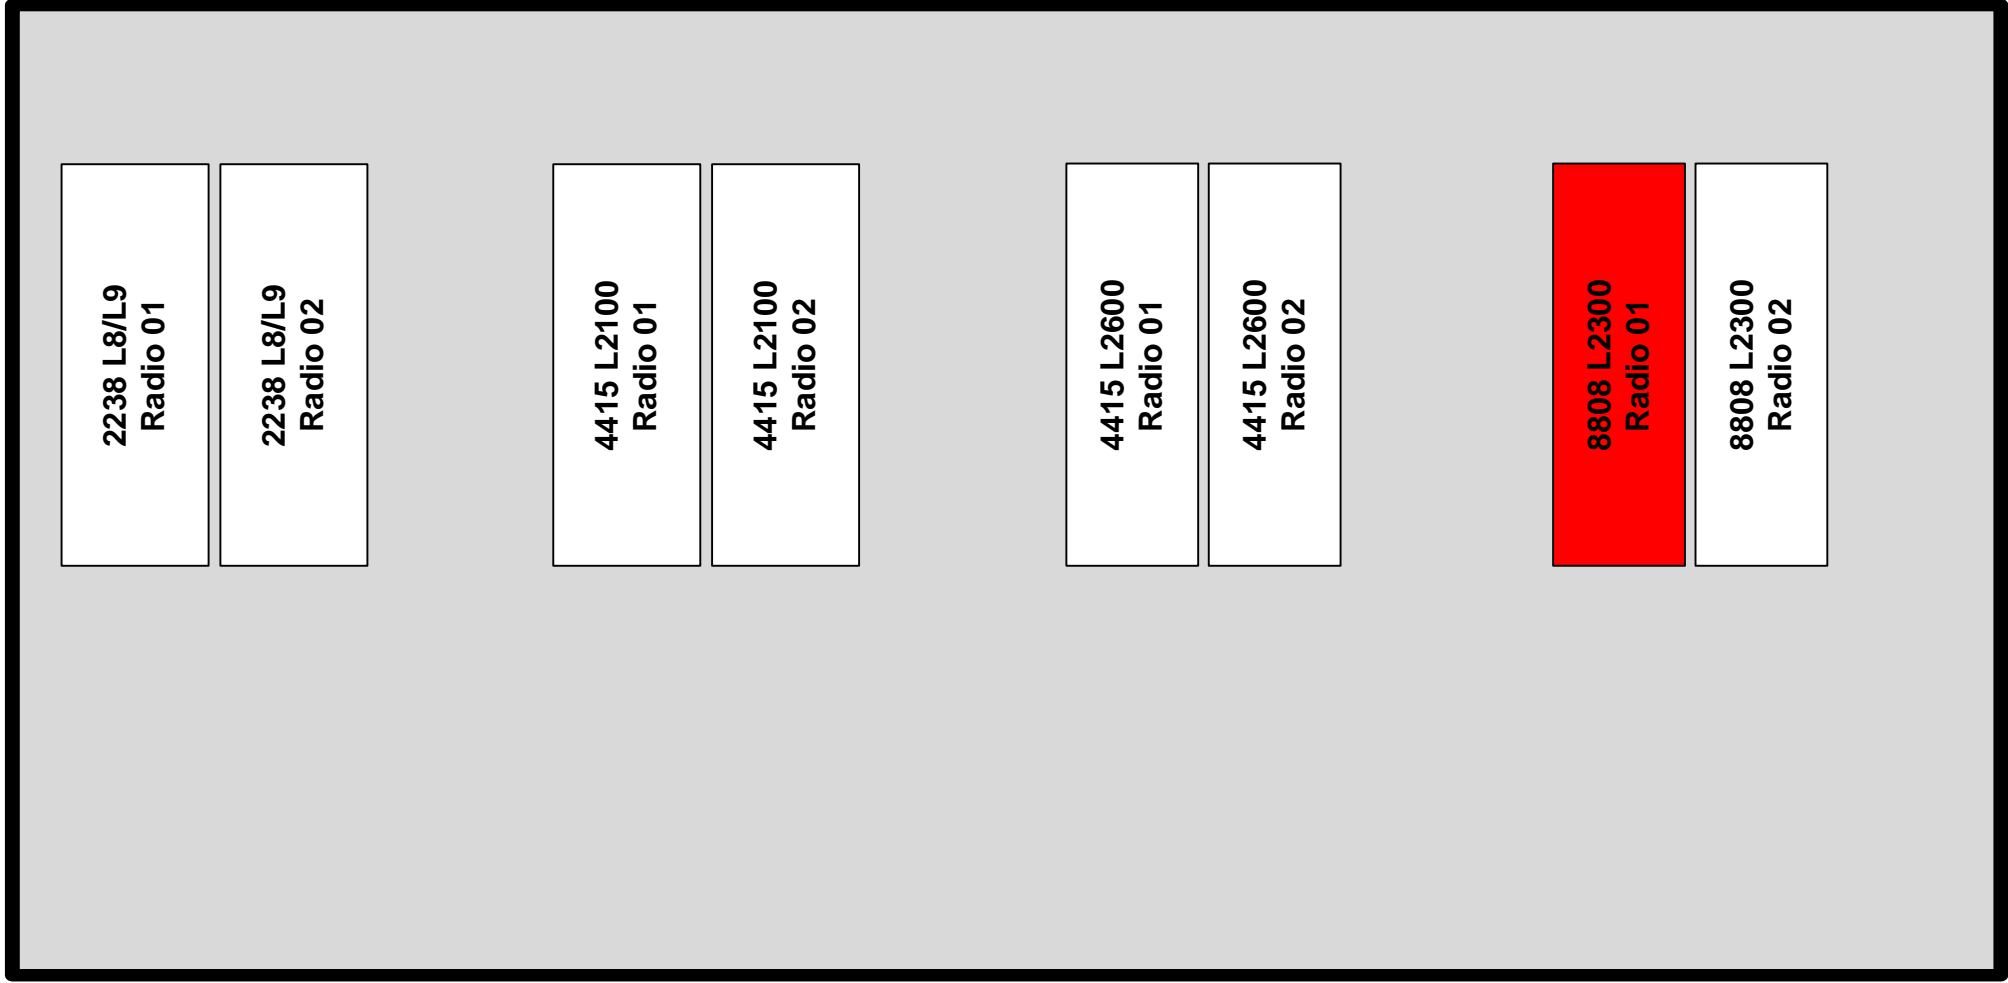 2238 L8/L9
Radio 01
2238 L8/L9
Radio 02
4415 L2100
Radio 01
4415 L2100
Radio 02
4415 L2600
Radio 01
4415 L2600
Radio 02
8808 L2300
Radio 01
8808 L2300
Radio 02